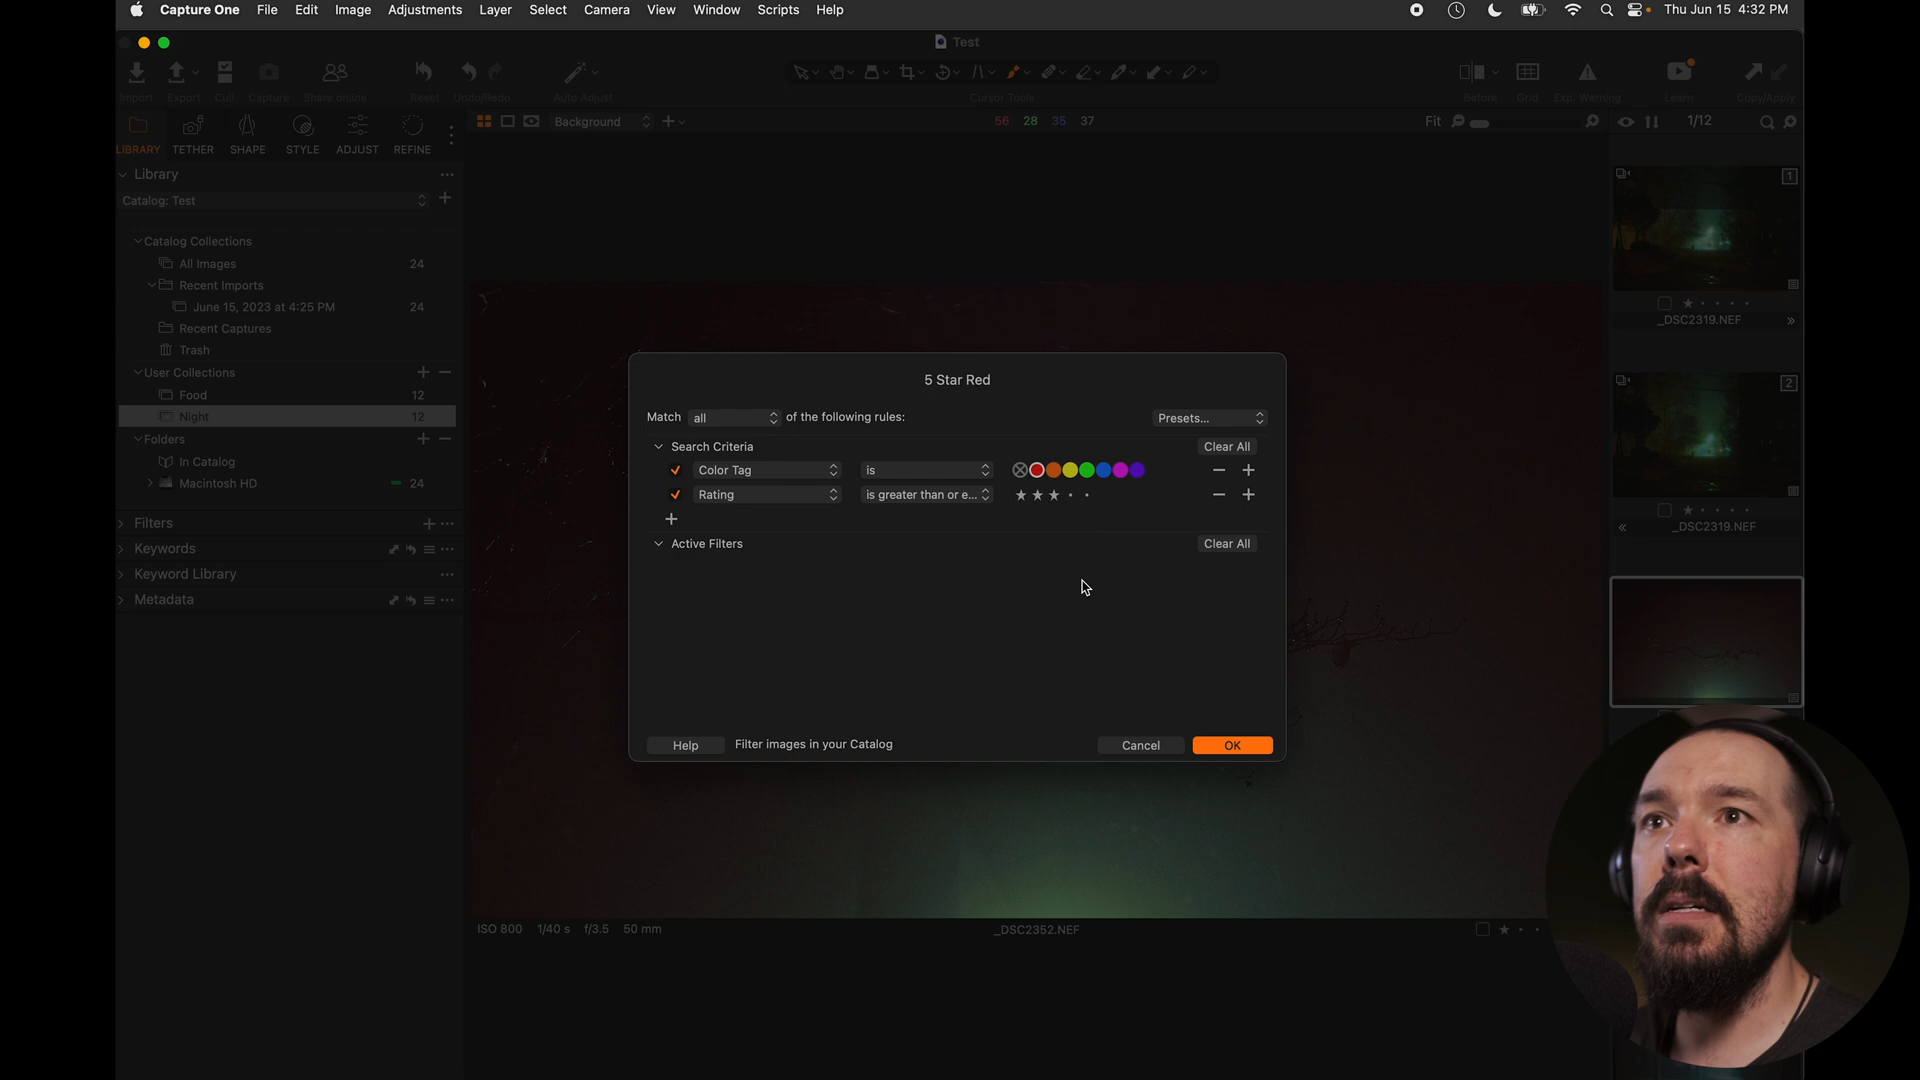 Capture One File Edit Image Adjustments Layer Select Camera View Window Scripts Help Thu Jun 15 4:32 PM
Test
Import Export Cull Capture Share online Reset Undo/Redo Auto Adjust Cursor Tools Before Grid Exp. Warning Learn Copy/Apply
LIBRARY TETHER SHAPE STYLE ADJUST REFINE
Background 56 28 35 37 Fit 1/12
Library
Catalog: Test
Catalog Collections
All Images 24
Recent Imports
June 15, 2023 at 4:25 PM 24
Recent Captures
Trash
User Collections
Food 12
Night 12
Folders
In Catalog
Macintosh HD 24
Filters
Keywords
Keyword Library
Metadata
5 Star Red
Match all of the following rules: Presets...
Search Criteria Clear All
Color Tag is
Rating is greater than or e...
Active Filters Clear All
Help Filter images in your Catalog Cancel OK
ISO 800 1/40 s f/3.5 50 mm _DSC2352.NEF
1
_DSC2319.NEF
2
_DSC2319.NEF